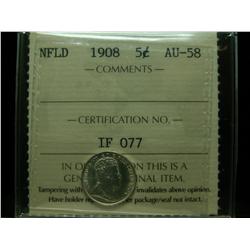 NFLD 1908 5¢ AU-58
— COMMENTS —
— CERTIFICATION NO. —
IF 077
IN O ON THIS IS A
GEN NAL ITEM.
Tampering with invalidates above opinion.
Have holder package/seal not intact.